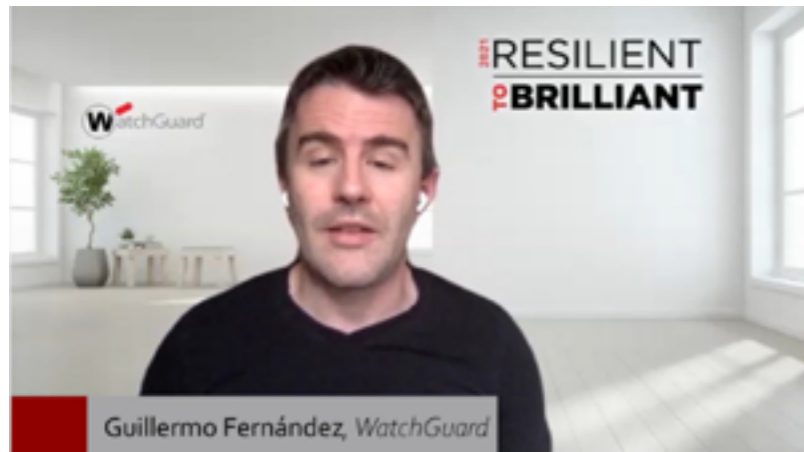 WatchGuard
2021 RESILIENT
TO BRILLIANT
Guillermo Fernández, WatchGuard